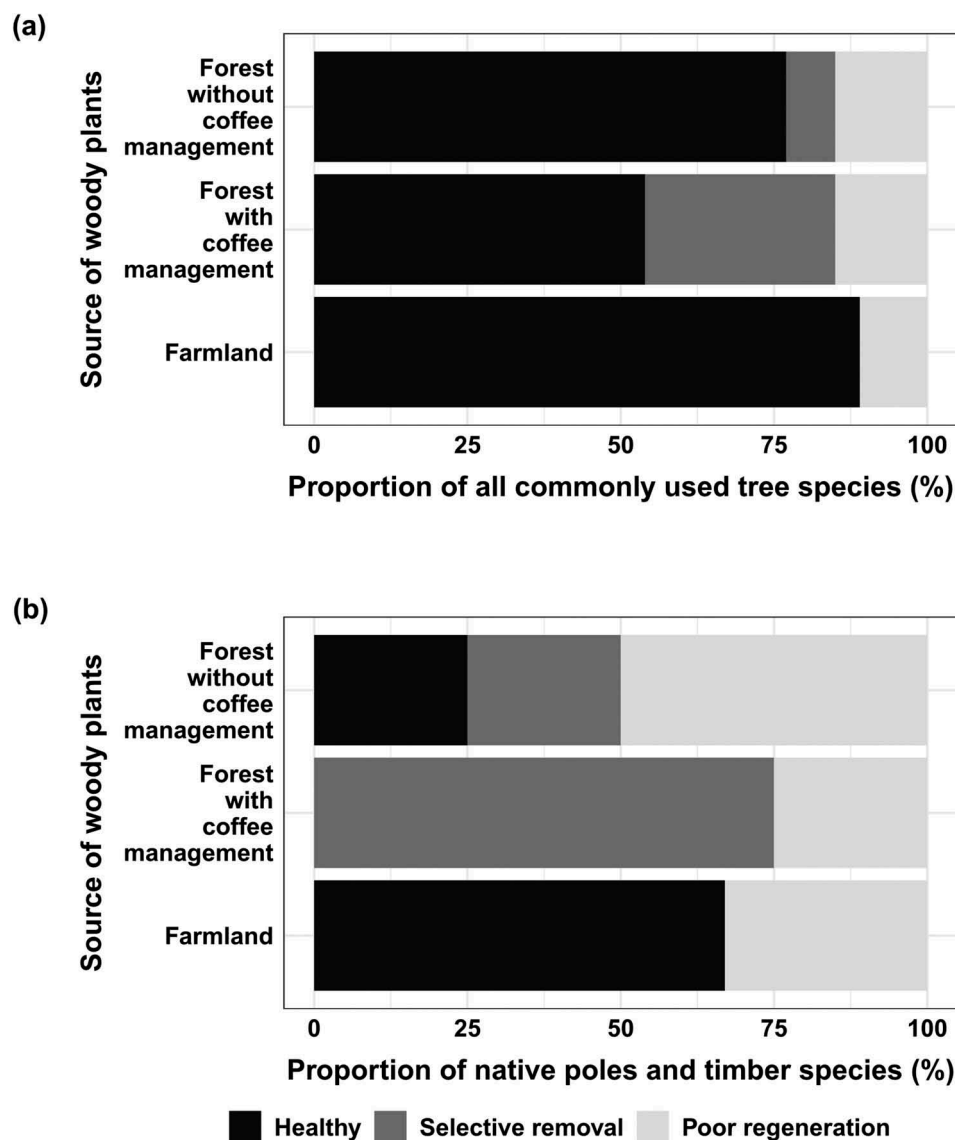 (a)
Source of woody plants
Forest
without
coffee
management
Forest
with
coffee
management
Farmland
0 25 50 75 100
Proportion of all commonly used tree species (%)
(b)
Source of woody plants
Forest
without
coffee
management
Forest
with
coffee
management
Farmland
0 25 50 75 100
Proportion of native poles and timber species (%)
Healthy Selective removal Poor regeneration